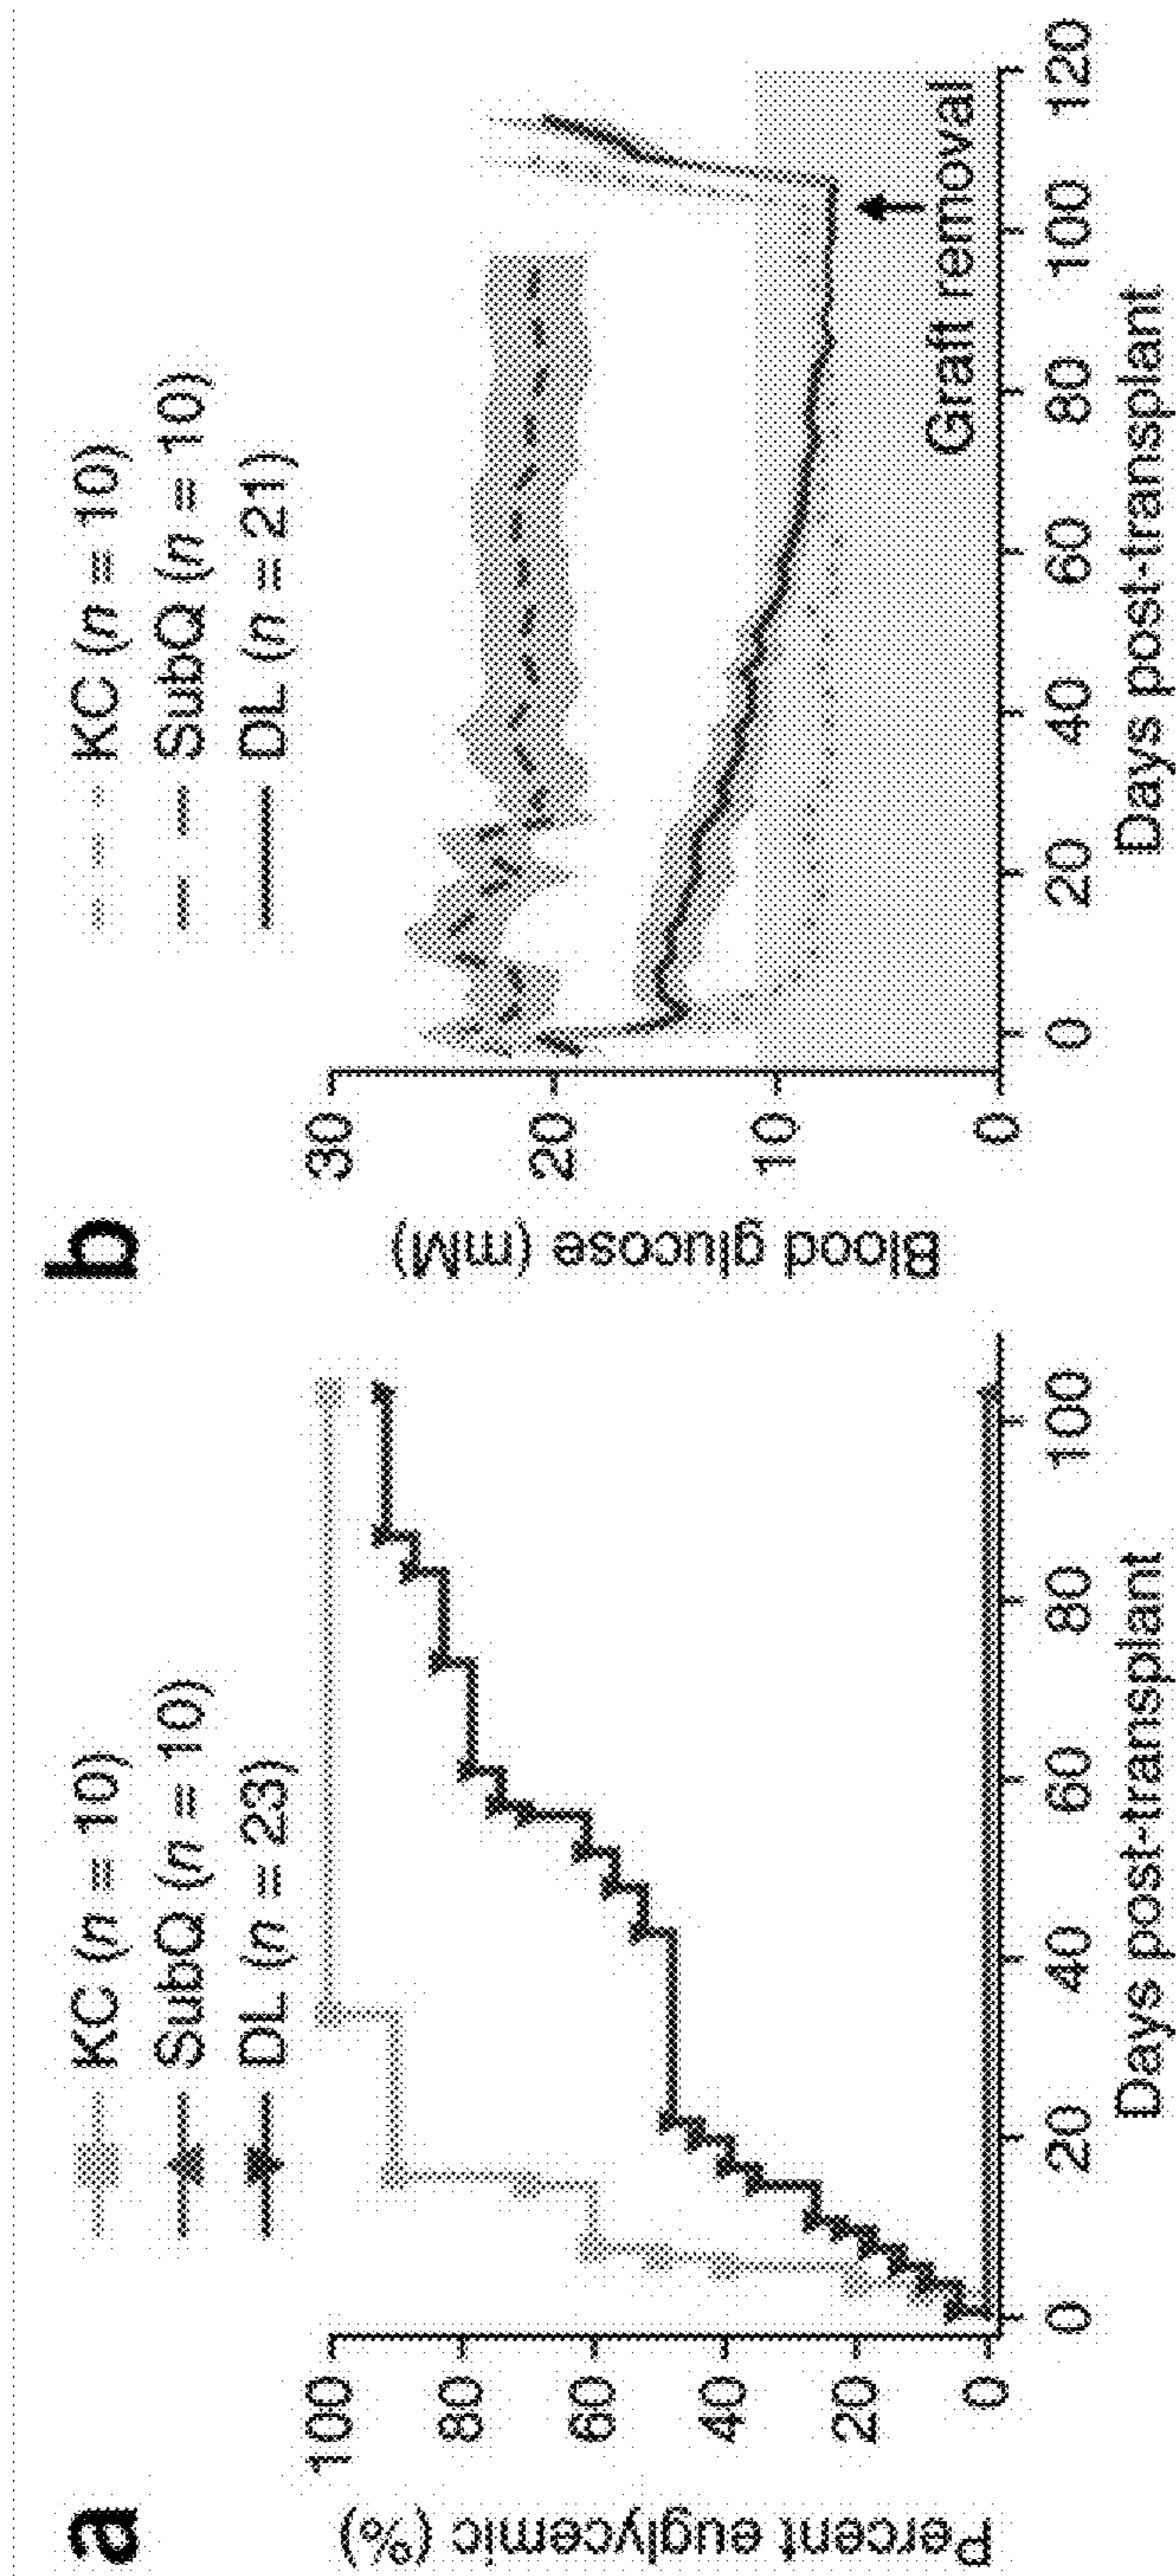 a
KC (n = 10)
SubQ (n = 10)
DL (n = 23)
Percent euglycemic (%)
100
80
60
40
20
0
0 20 40 60 80 100
Days post-transplant
b
KC (n = 10)
SubQ (n = 10)
DL (n = 21)
Blood glucose (mM)
30
20
10
0
Graft removal
0 20 40 60 80 100 120
Days post-transplant